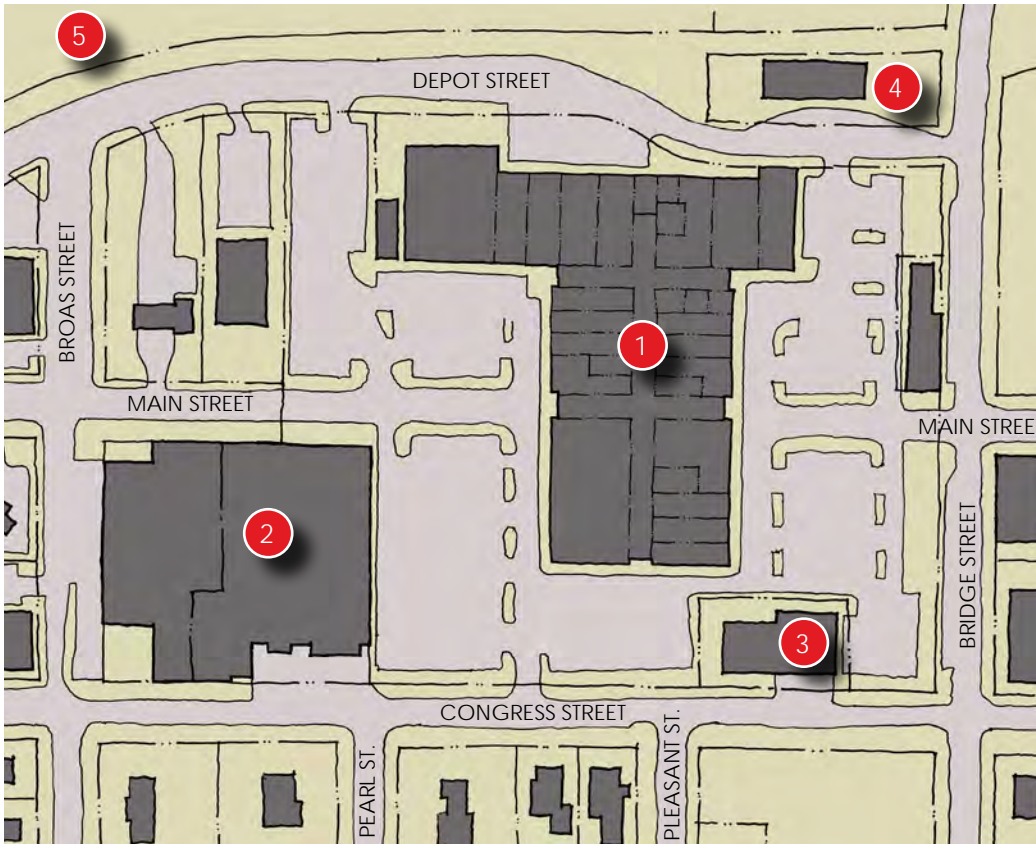 5
DEPOT STREET
4
BROAS STREET
1
MAIN STREET
MAIN STREE
2
BRIDGE STREET
3
CONGRESS STREET
PEARL ST.
PLEASANT ST.